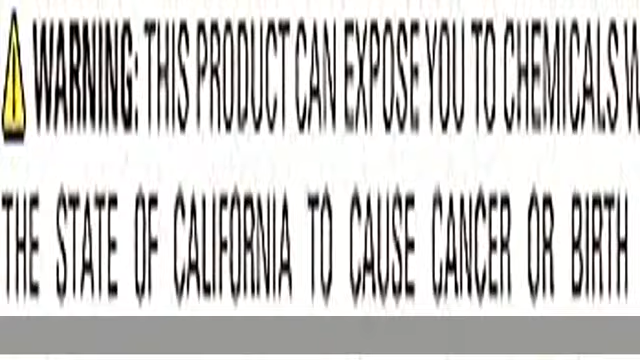 WARNING: THIS PRODUCT CAN EXPOSE YOU TO CHEMICALS W
THE STATE OF CALIFORNIA TO CAUSE CANCER OR BIRTH